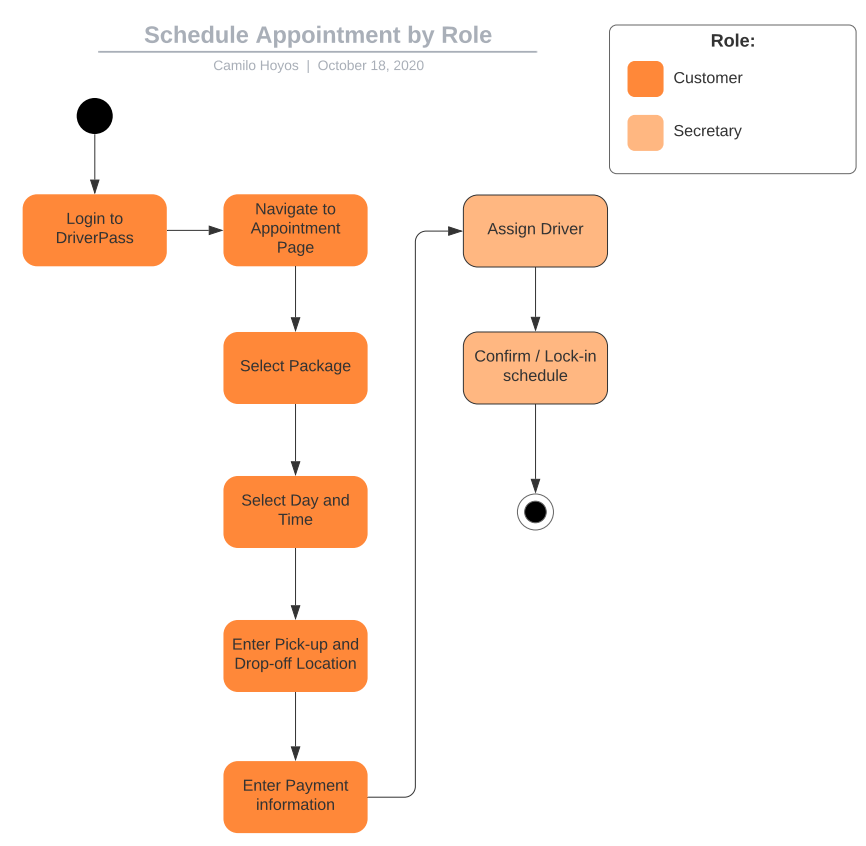 Schedule Appointment by Role
Camilo Hoyos | October 18, 2020
Role:
Customer
Secretary
Login to
DriverPass
Navigate to
Appointment
Page
Select Package
Select Day and
Time
Enter Pick-up and
Drop-off Location
Enter Payment
information
Assign Driver
Confirm / Lock-in
schedule